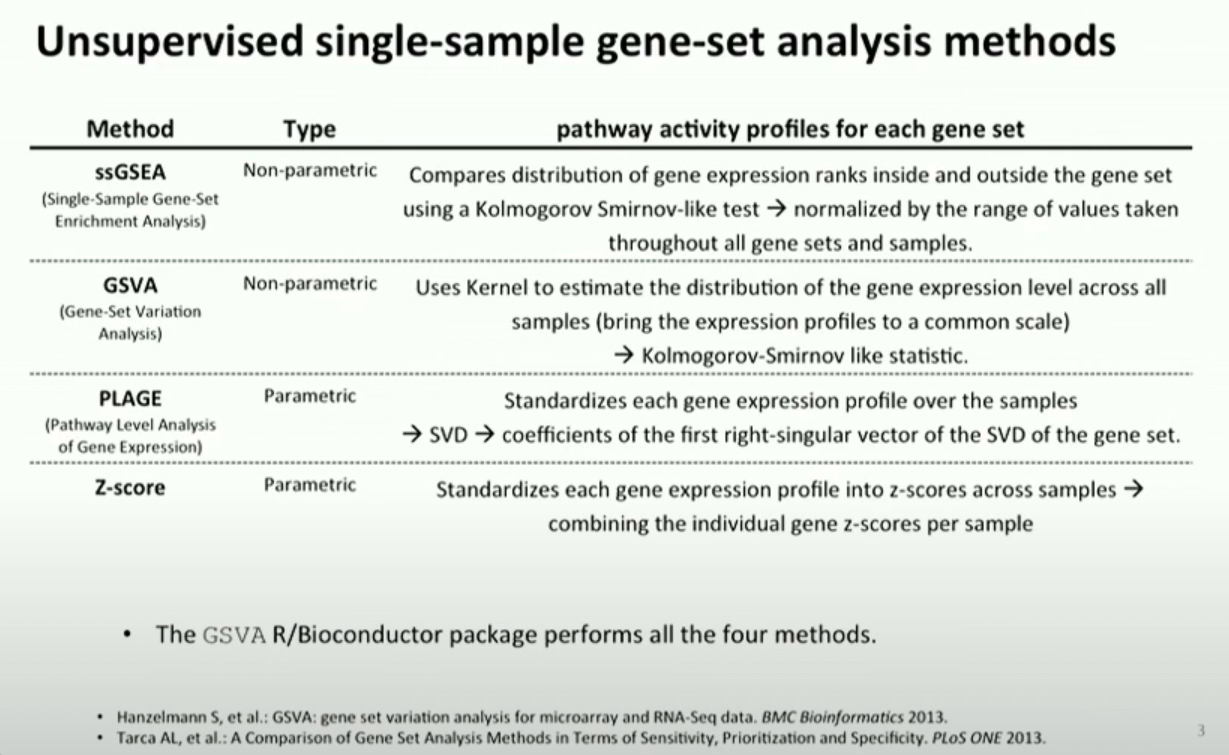 Unsupervised single-sample gene-set analysis methods
Method Type pathway activity profiles for each gene set
ssGSEA Non-parametric Compares distribution of gene expression ranks inside and outside the gene set
(Single-Sample Gene-Set using a Kolmogorov Smirnov-like test → normalized by the range of values taken
Enrichment Analysis) throughout all gene sets and samples.
GSVA Non-parametric Uses Kernel to estimate the distribution of the gene expression level across all
(Gene-Set Variation samples (bring the expression profiles to a common scale)
Analysis) → Kolmogorov-Smirnov like statistic.
PLAGE Parametric Standardizes each gene expression profile over the samples
(Pathway Level Analysis → SVD → coefficients of the first right-singular vector of the SVD of the gene set.
of Gene Expression)
Z-score Parametric Standardizes each gene expression profile into z-scores across samples →
combining the individual gene z-scores per sample
• The GSVA R/Bioconductor package performs all the four methods.
• Hanzelmann S, et al.: GSVA: gene set variation analysis for microarray and RNA-Seq data. BMC Bioinformatics 2013.
• Tarca AL, et al.: A Comparison of Gene Set Analysis Methods in Terms of Sensitivity, Prioritization and Specificity. PLoS ONE 2013.
3